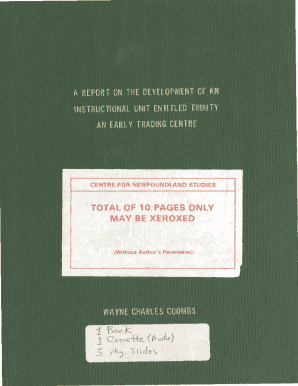 A REPORT ON THE DEVELOPMENT OF AN
INSTRUCTIONAL UNIT ENTITLED TRINITY
AN EARLY TRADING CENTRE
CENTRE FOR NEWFOUNDLAND STUDIES
TOTAL OF 10 PAGES ONLY
MAY BE XEROXED
(Without Author's Permission)
WAYNE CHARLES COOMBS
1 Book
1 Cassette (Audio)
3 pkg. Slides